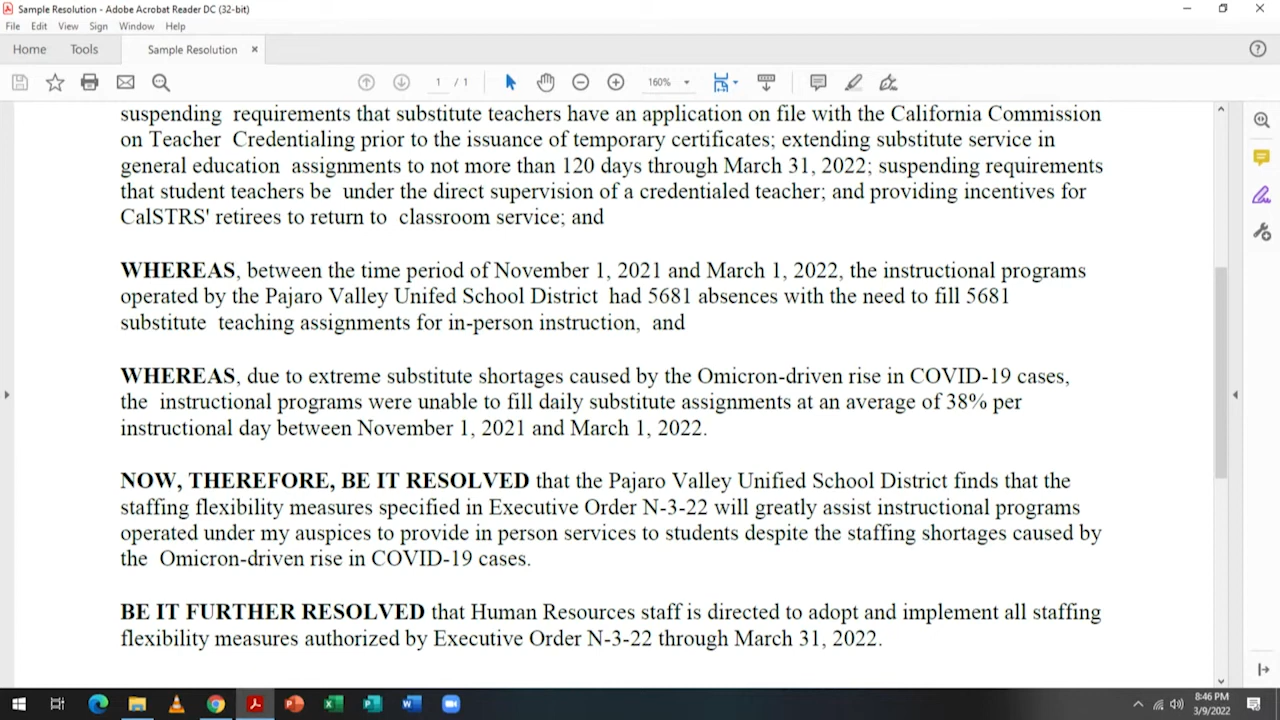 Sample Resolution - Adobe Acrobat Reader DC (32-bit)
File Edit View Sign Window Help
Home Tools Sample Resolution ×
1 / 1 160%
suspending requirements that substitute teachers have an application on file with the California Commission
on Teacher Credentialing prior to the issuance of temporary certificates; extending substitute service in
general education assignments to not more than 120 days through March 31, 2022; suspending requirements
that student teachers be under the direct supervision of a credentialed teacher; and providing incentives for
CalSTRS' retirees to return to classroom service; and
WHEREAS, between the time period of November 1, 2021 and March 1, 2022, the instructional programs
operated by the Pajaro Valley Unifed School District had 5681 absences with the need to fill 5681
substitute teaching assignments for in-person instruction, and
WHEREAS, due to extreme substitute shortages caused by the Omicron-driven rise in COVID-19 cases,
the instructional programs were unable to fill daily substitute assignments at an average of 38% per
instructional day between November 1, 2021 and March 1, 2022.
NOW, THEREFORE, BE IT RESOLVED that the Pajaro Valley Unified School District finds that the
staffing flexibility measures specified in Executive Order N-3-22 will greatly assist instructional programs
operated under my auspices to provide in person services to students despite the staffing shortages caused by
the Omicron-driven rise in COVID-19 cases.
BE IT FURTHER RESOLVED that Human Resources staff is directed to adopt and implement all staffing
flexibility measures authorized by Executive Order N-3-22 through March 31, 2022.
8:46 PM
3/9/2022